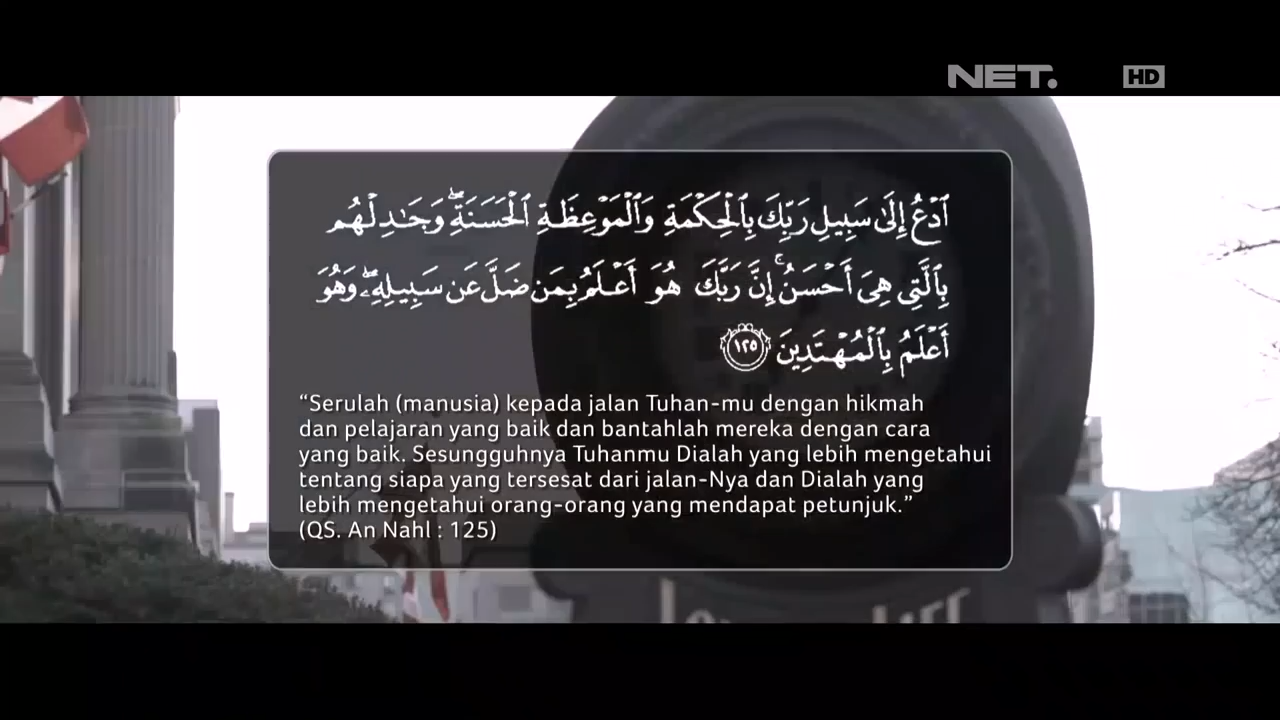 NET. HD
ٱدْعُ إِلَىٰ سَبِيلِ رَبِّكَ بِٱلْحِكْمَةِ وَٱلْمَوْعِظَةِ ٱلْحَسَنَةِ ۖ وَجَـٰدِلْهُم
بِٱلَّتِى هِىَ أَحْسَنُ ۚ إِنَّ رَبَّكَ هُوَ أَعْلَمُ بِمَن ضَلَّ عَن سَبِيلِهِۦ ۖ وَهُوَ
أَعْلَمُ بِٱلْمُهْتَدِينَ ١٢٥
“Serulah (manusia) kepada jalan Tuhan-mu dengan hikmah
dan pelajaran yang baik dan bantahlah mereka dengan cara
yang baik. Sesungguhnya Tuhanmu Dialah yang lebih mengetahui
tentang siapa yang tersesat dari jalan-Nya dan Dialah yang
lebih mengetahui orang-orang yang mendapat petunjuk.”
(QS. An Nahl : 125)